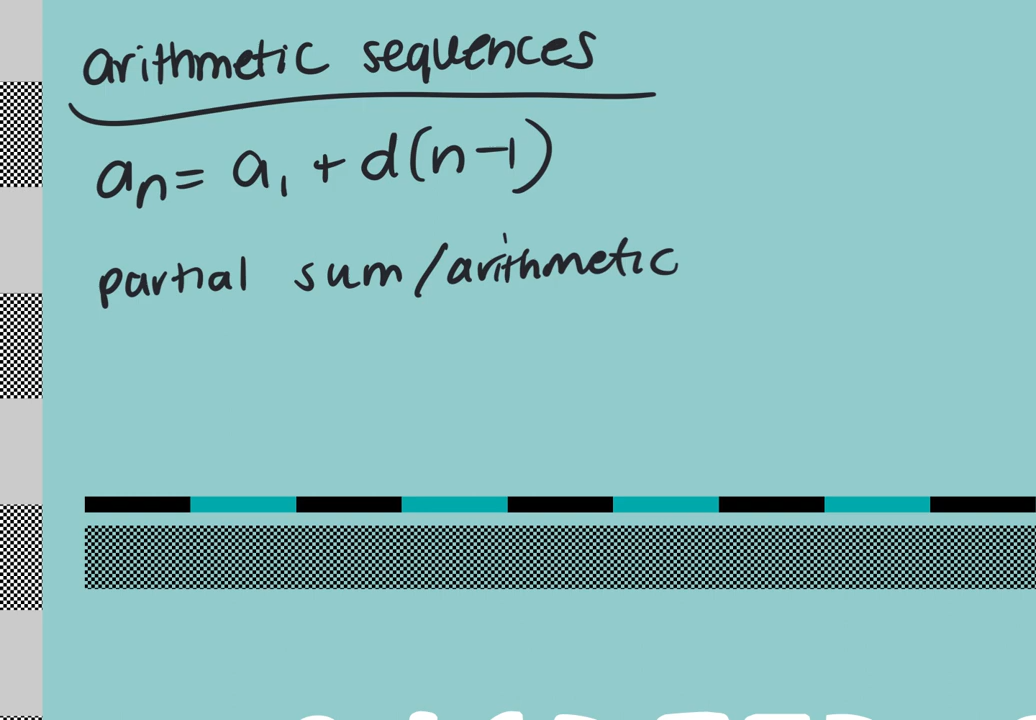 arithmetic sequences
aₙ = a₁ + d(n-1)
partial sum/arithmetic